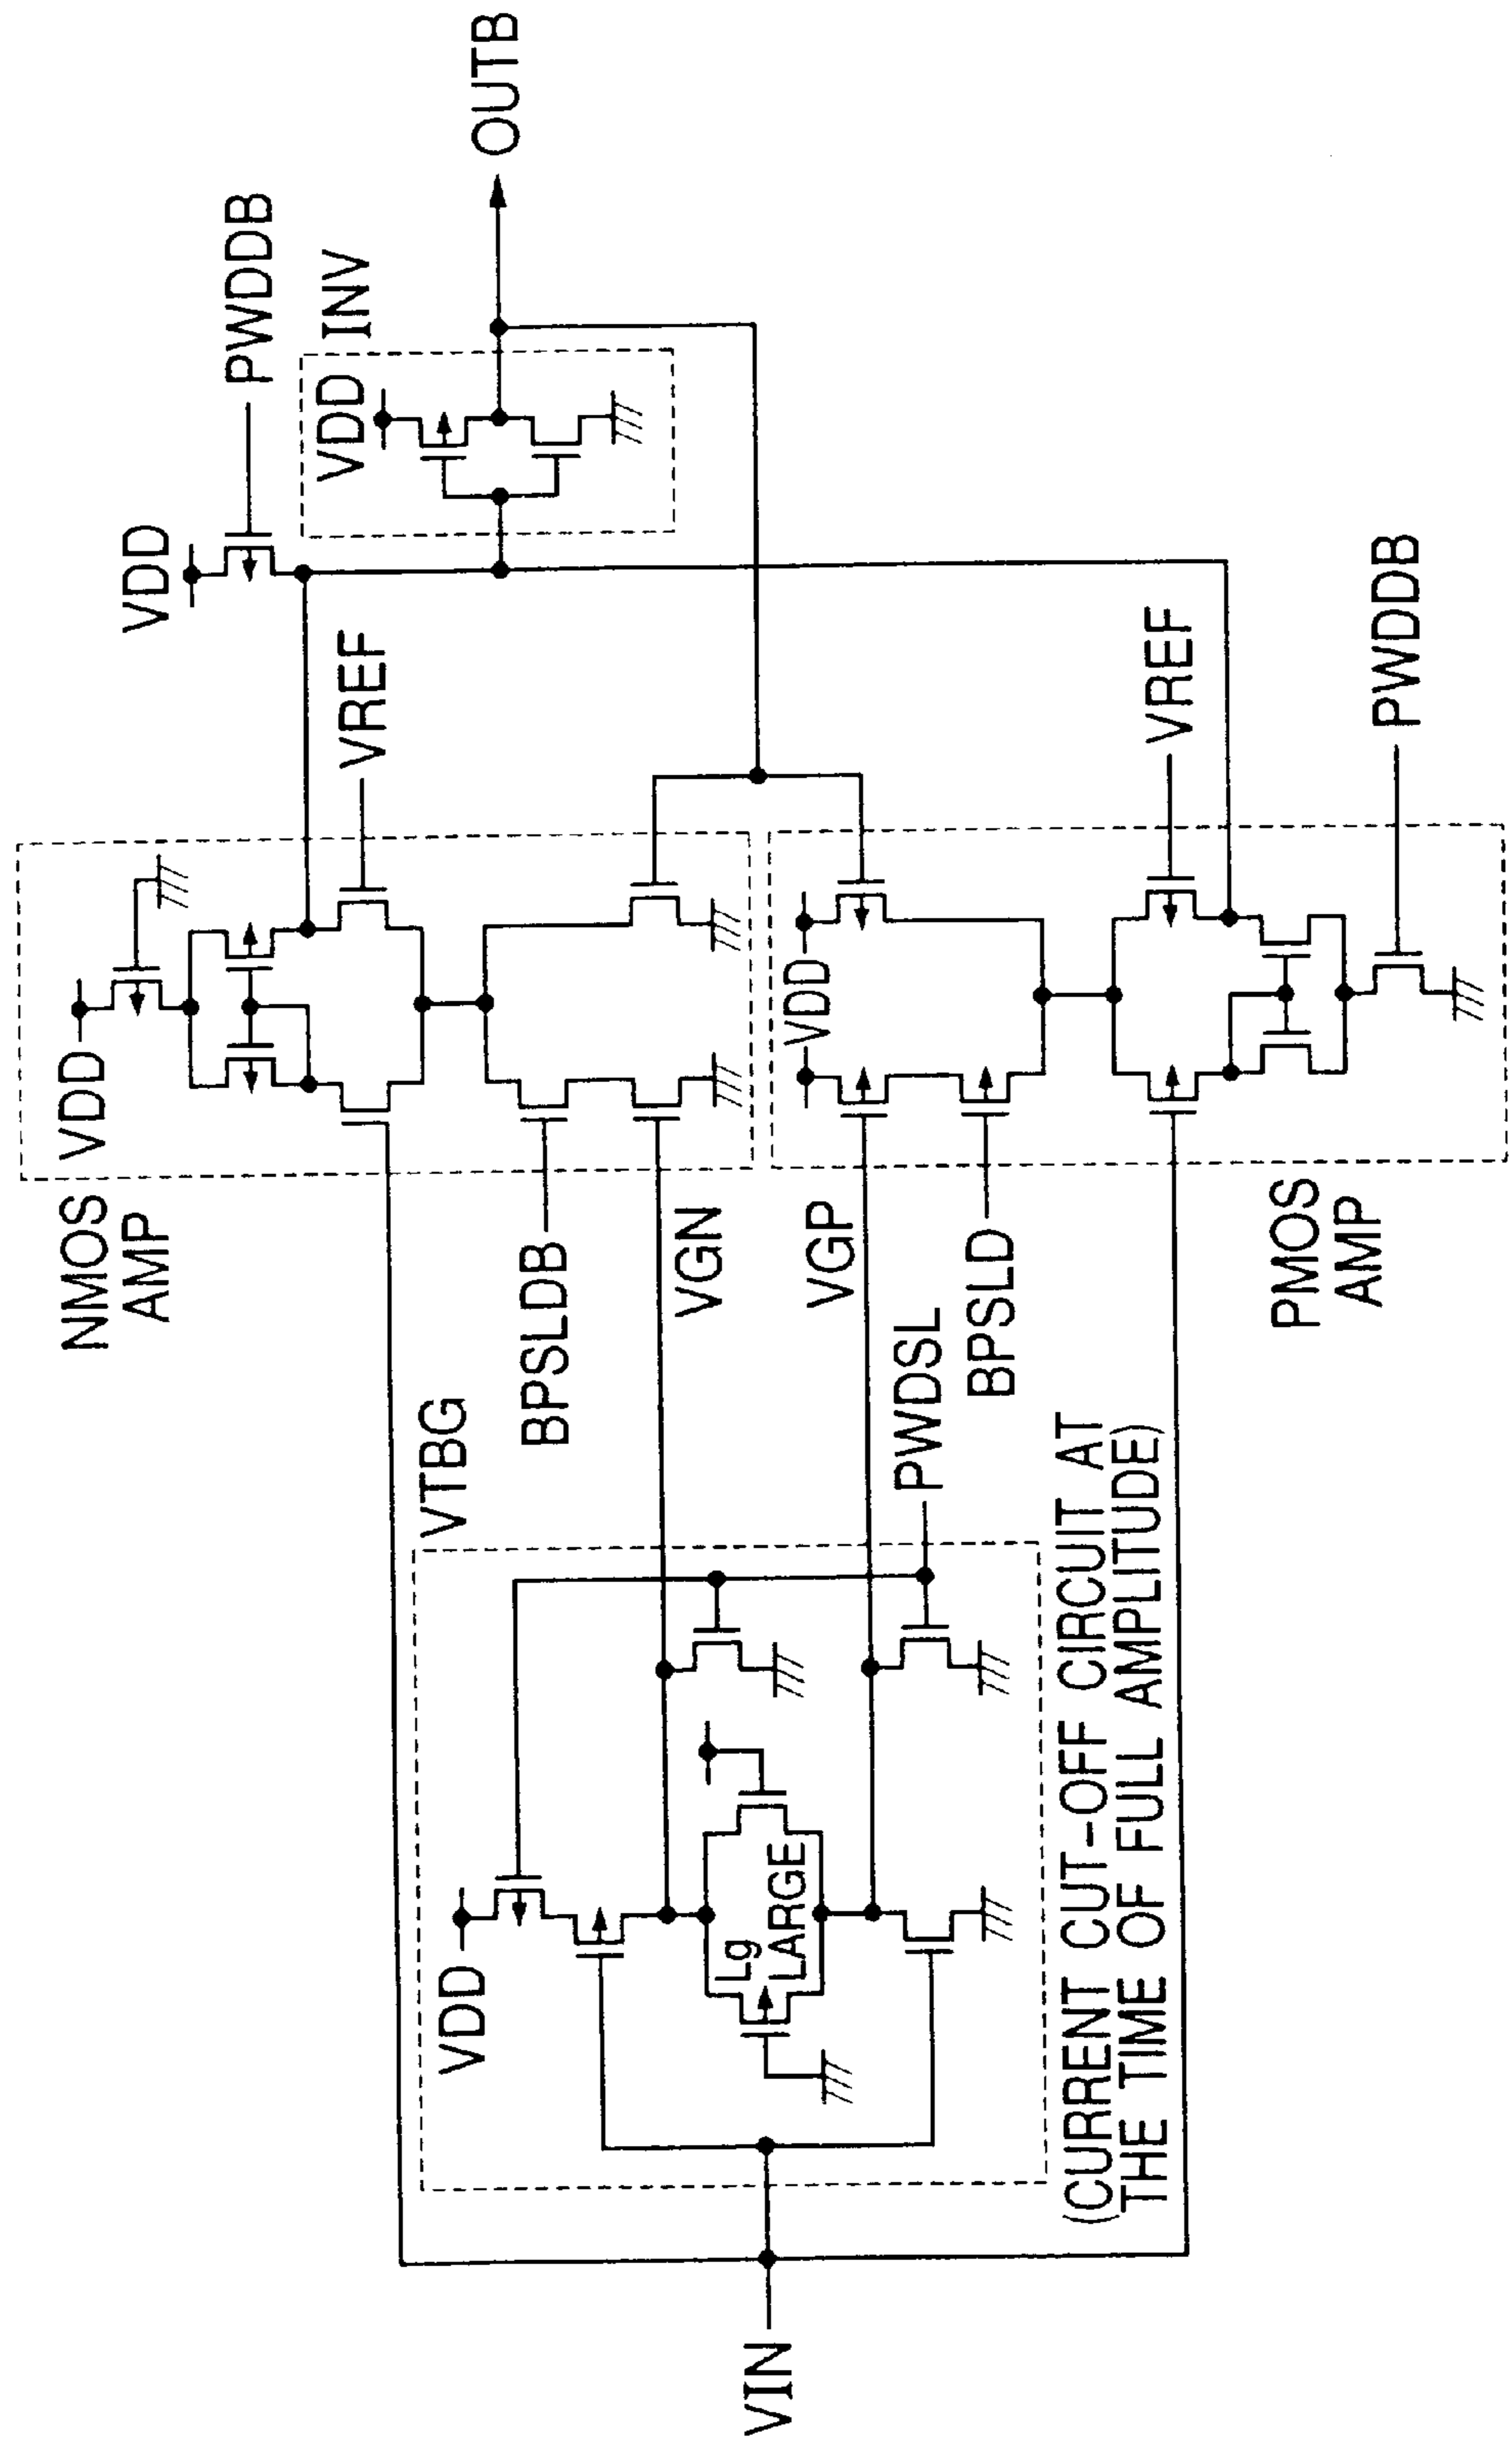 NMOS
AMP
VDD
VDD
PWDDB
VREF
VDD
INV
OUTB
VTBG
BPSLDB
VDD
VGN
Lg
LARGE
VIN
VGP
VDD
PWDSL
BPSLD
VREF
PMOS
AMP
PWDDB
(CURRENT CUT-OFF CIRCUIT AT
THE TIME OF FULL AMPLITUDE)